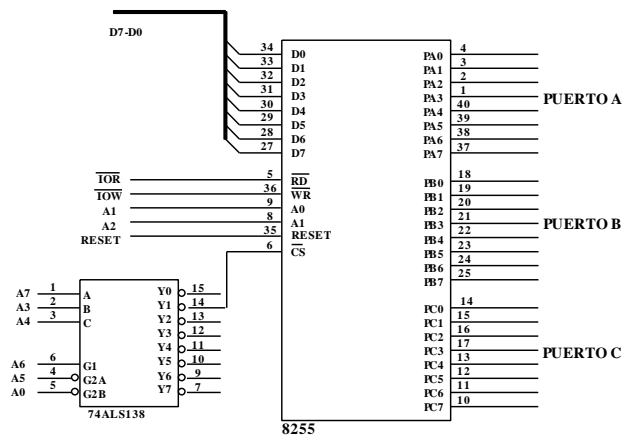 D7-D0
34 D0 PA0 4
33 D1 PA1 3
32 D2 PA2 2
31 D3 PA3 1 PUERTO A
30 D4 PA4 40
29 D5 PA5 39
28 D6 PA6 38
27 D7 PA7 37
IOR 5 RD PB0 18
IOW 36 WR PB1 19
A1 9 A0 PB2 20
A2 8 A1 PB3 21 PUERTO B
RESET 35 RESET PB4 22
6 CS PB5 23
PB6 24
PB7 25
A7 1 A Y0 15
A3 2 B Y1 14
A4 3 C Y2 13
Y3 12
Y4 11
A6 6 G1 Y5 10
A5 4 G2A Y6 9
A0 5 G2B Y7 7
74ALS138
PC0 14
PC1 15
PC2 16
PC3 17 PUERTO C
PC4 13
PC5 12
PC6 11
PC7 10
8255